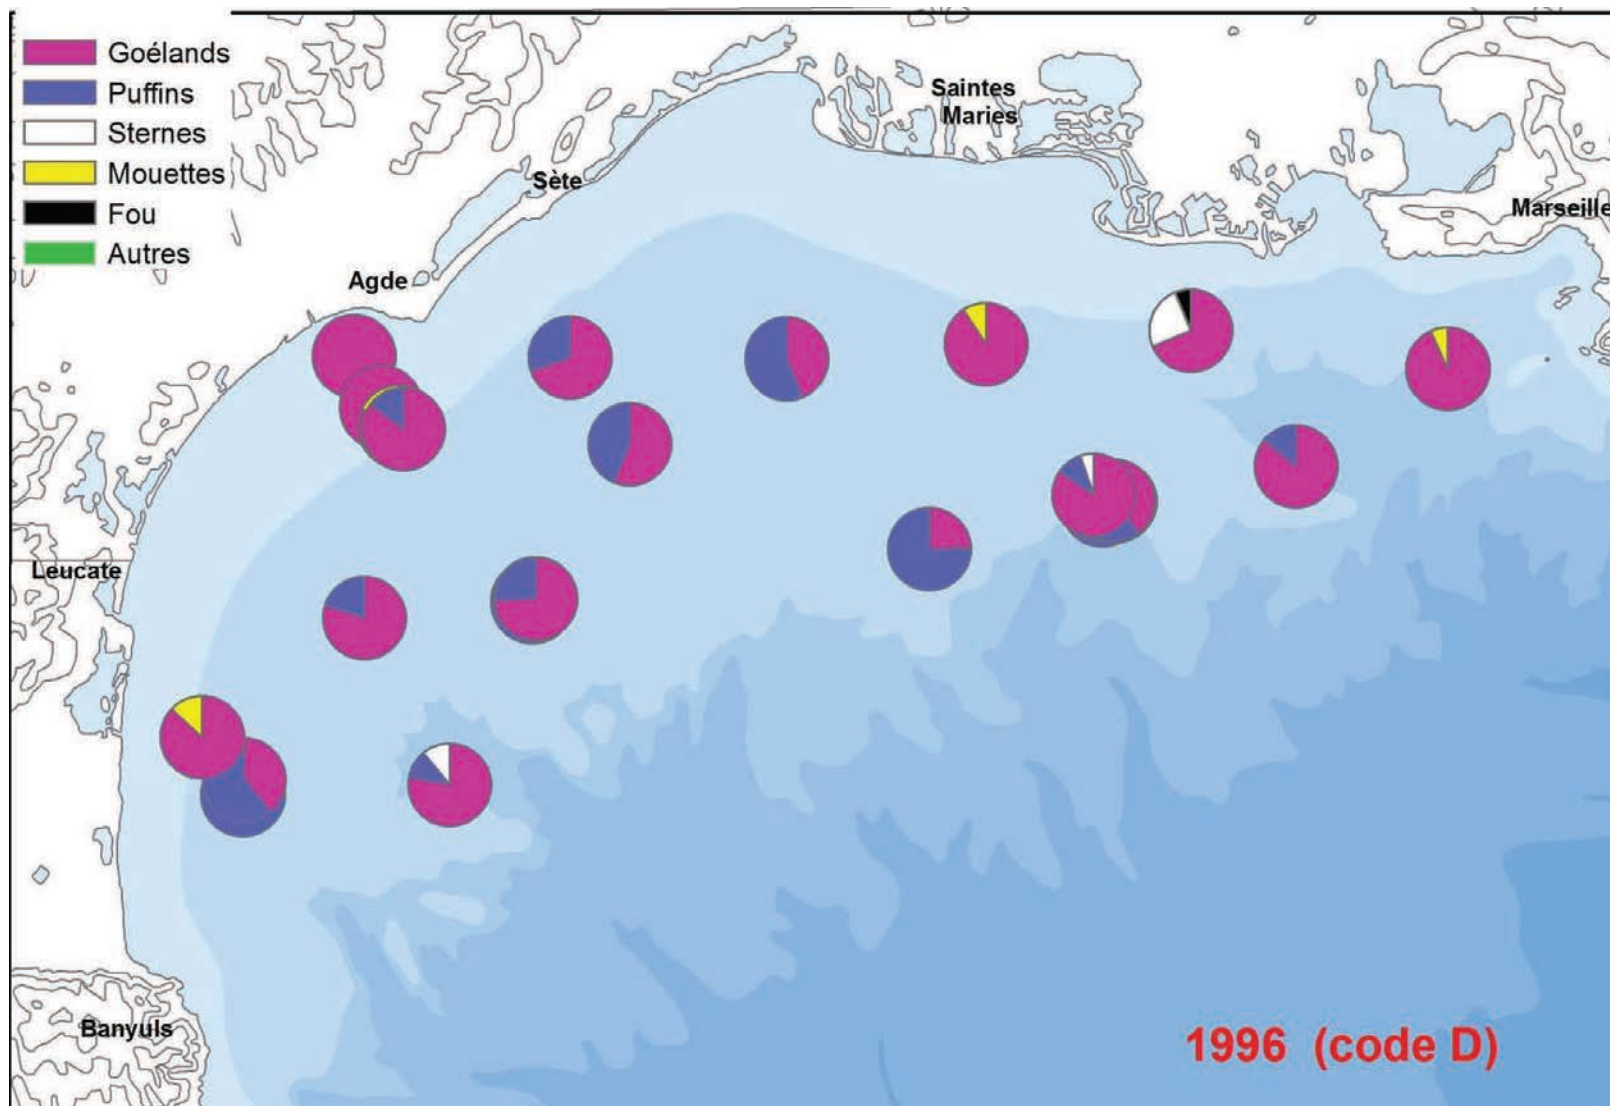 Goélands
Puffins
Sternes
Mouettes
Fou
Autres
Saintes
Maries
Sète
Marseille
Agde
Leucate
Banyuls
1996 (code D)